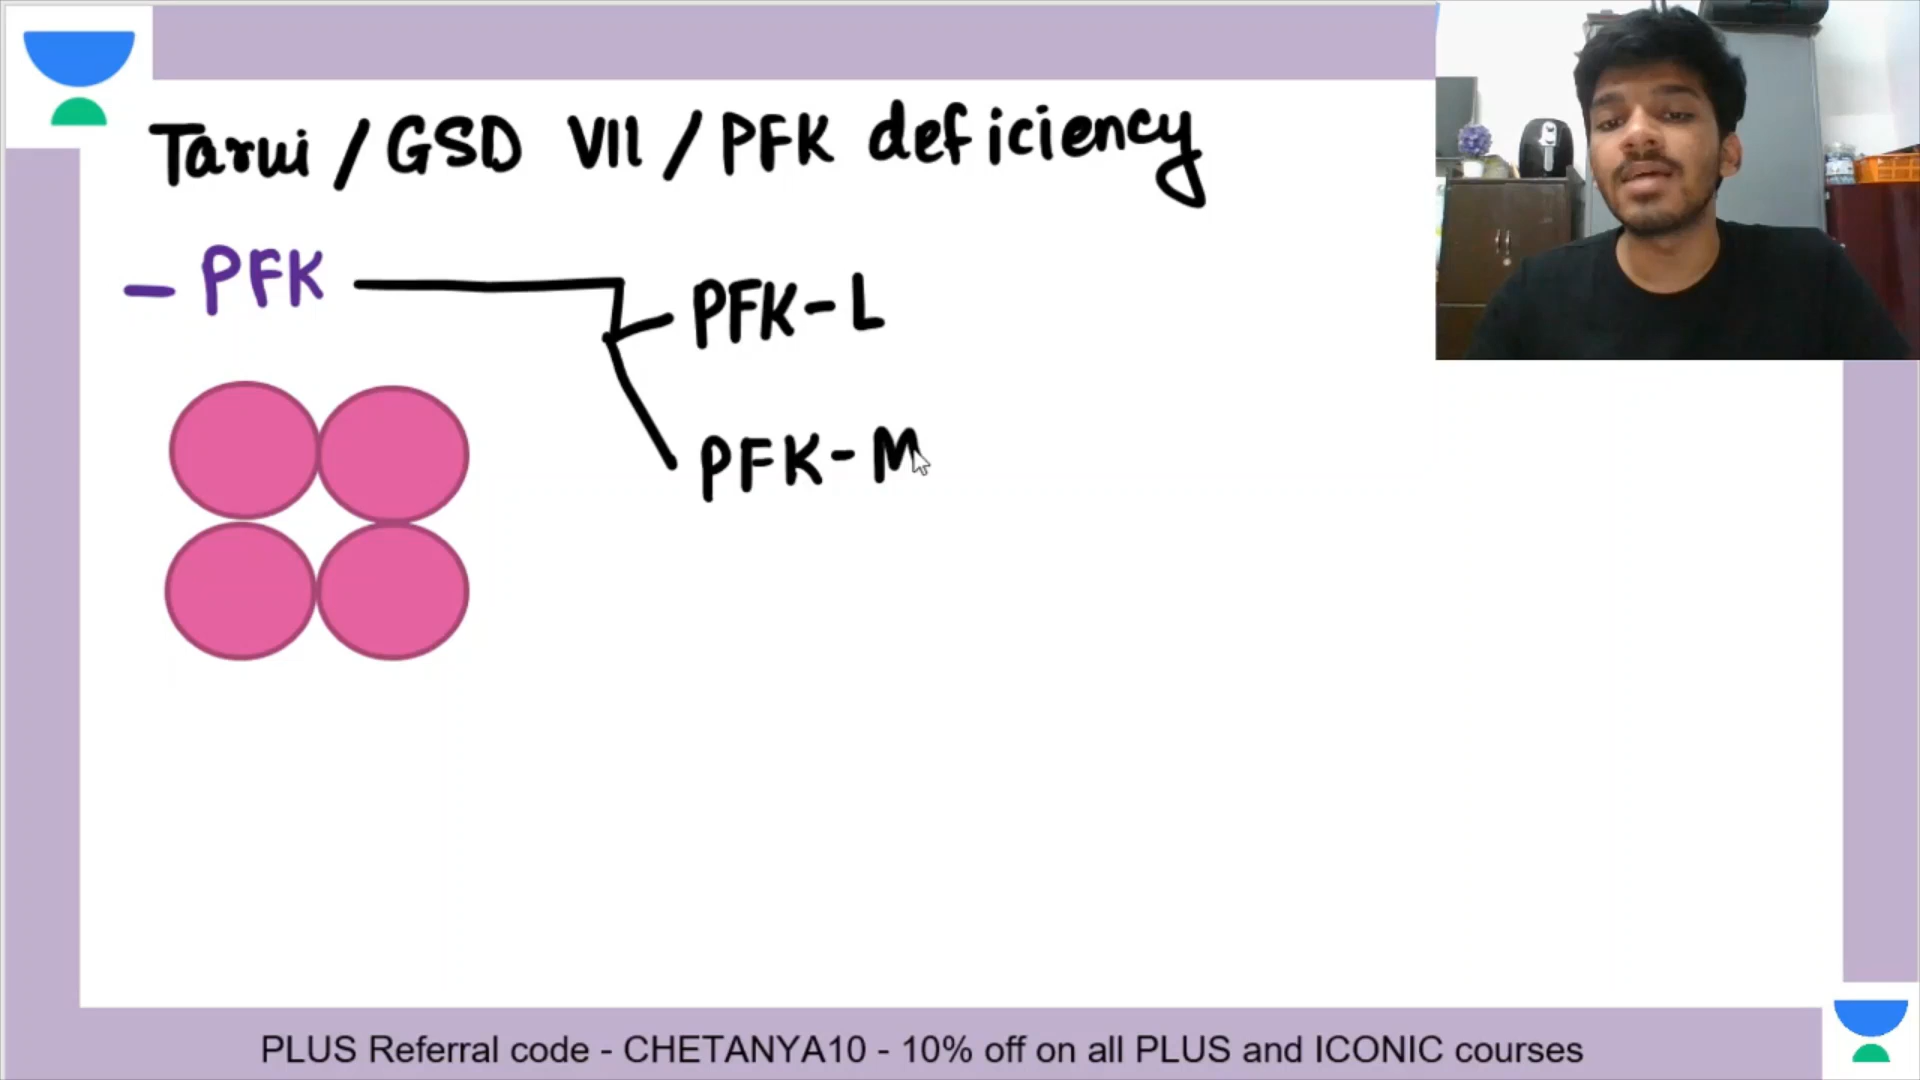 Tarui / GSD VII / PFK deficiency
- PFK
PFK-L
PFK-M
PLUS Referral code - CHETANYA10 - 10% off on all PLUS and ICONIC courses